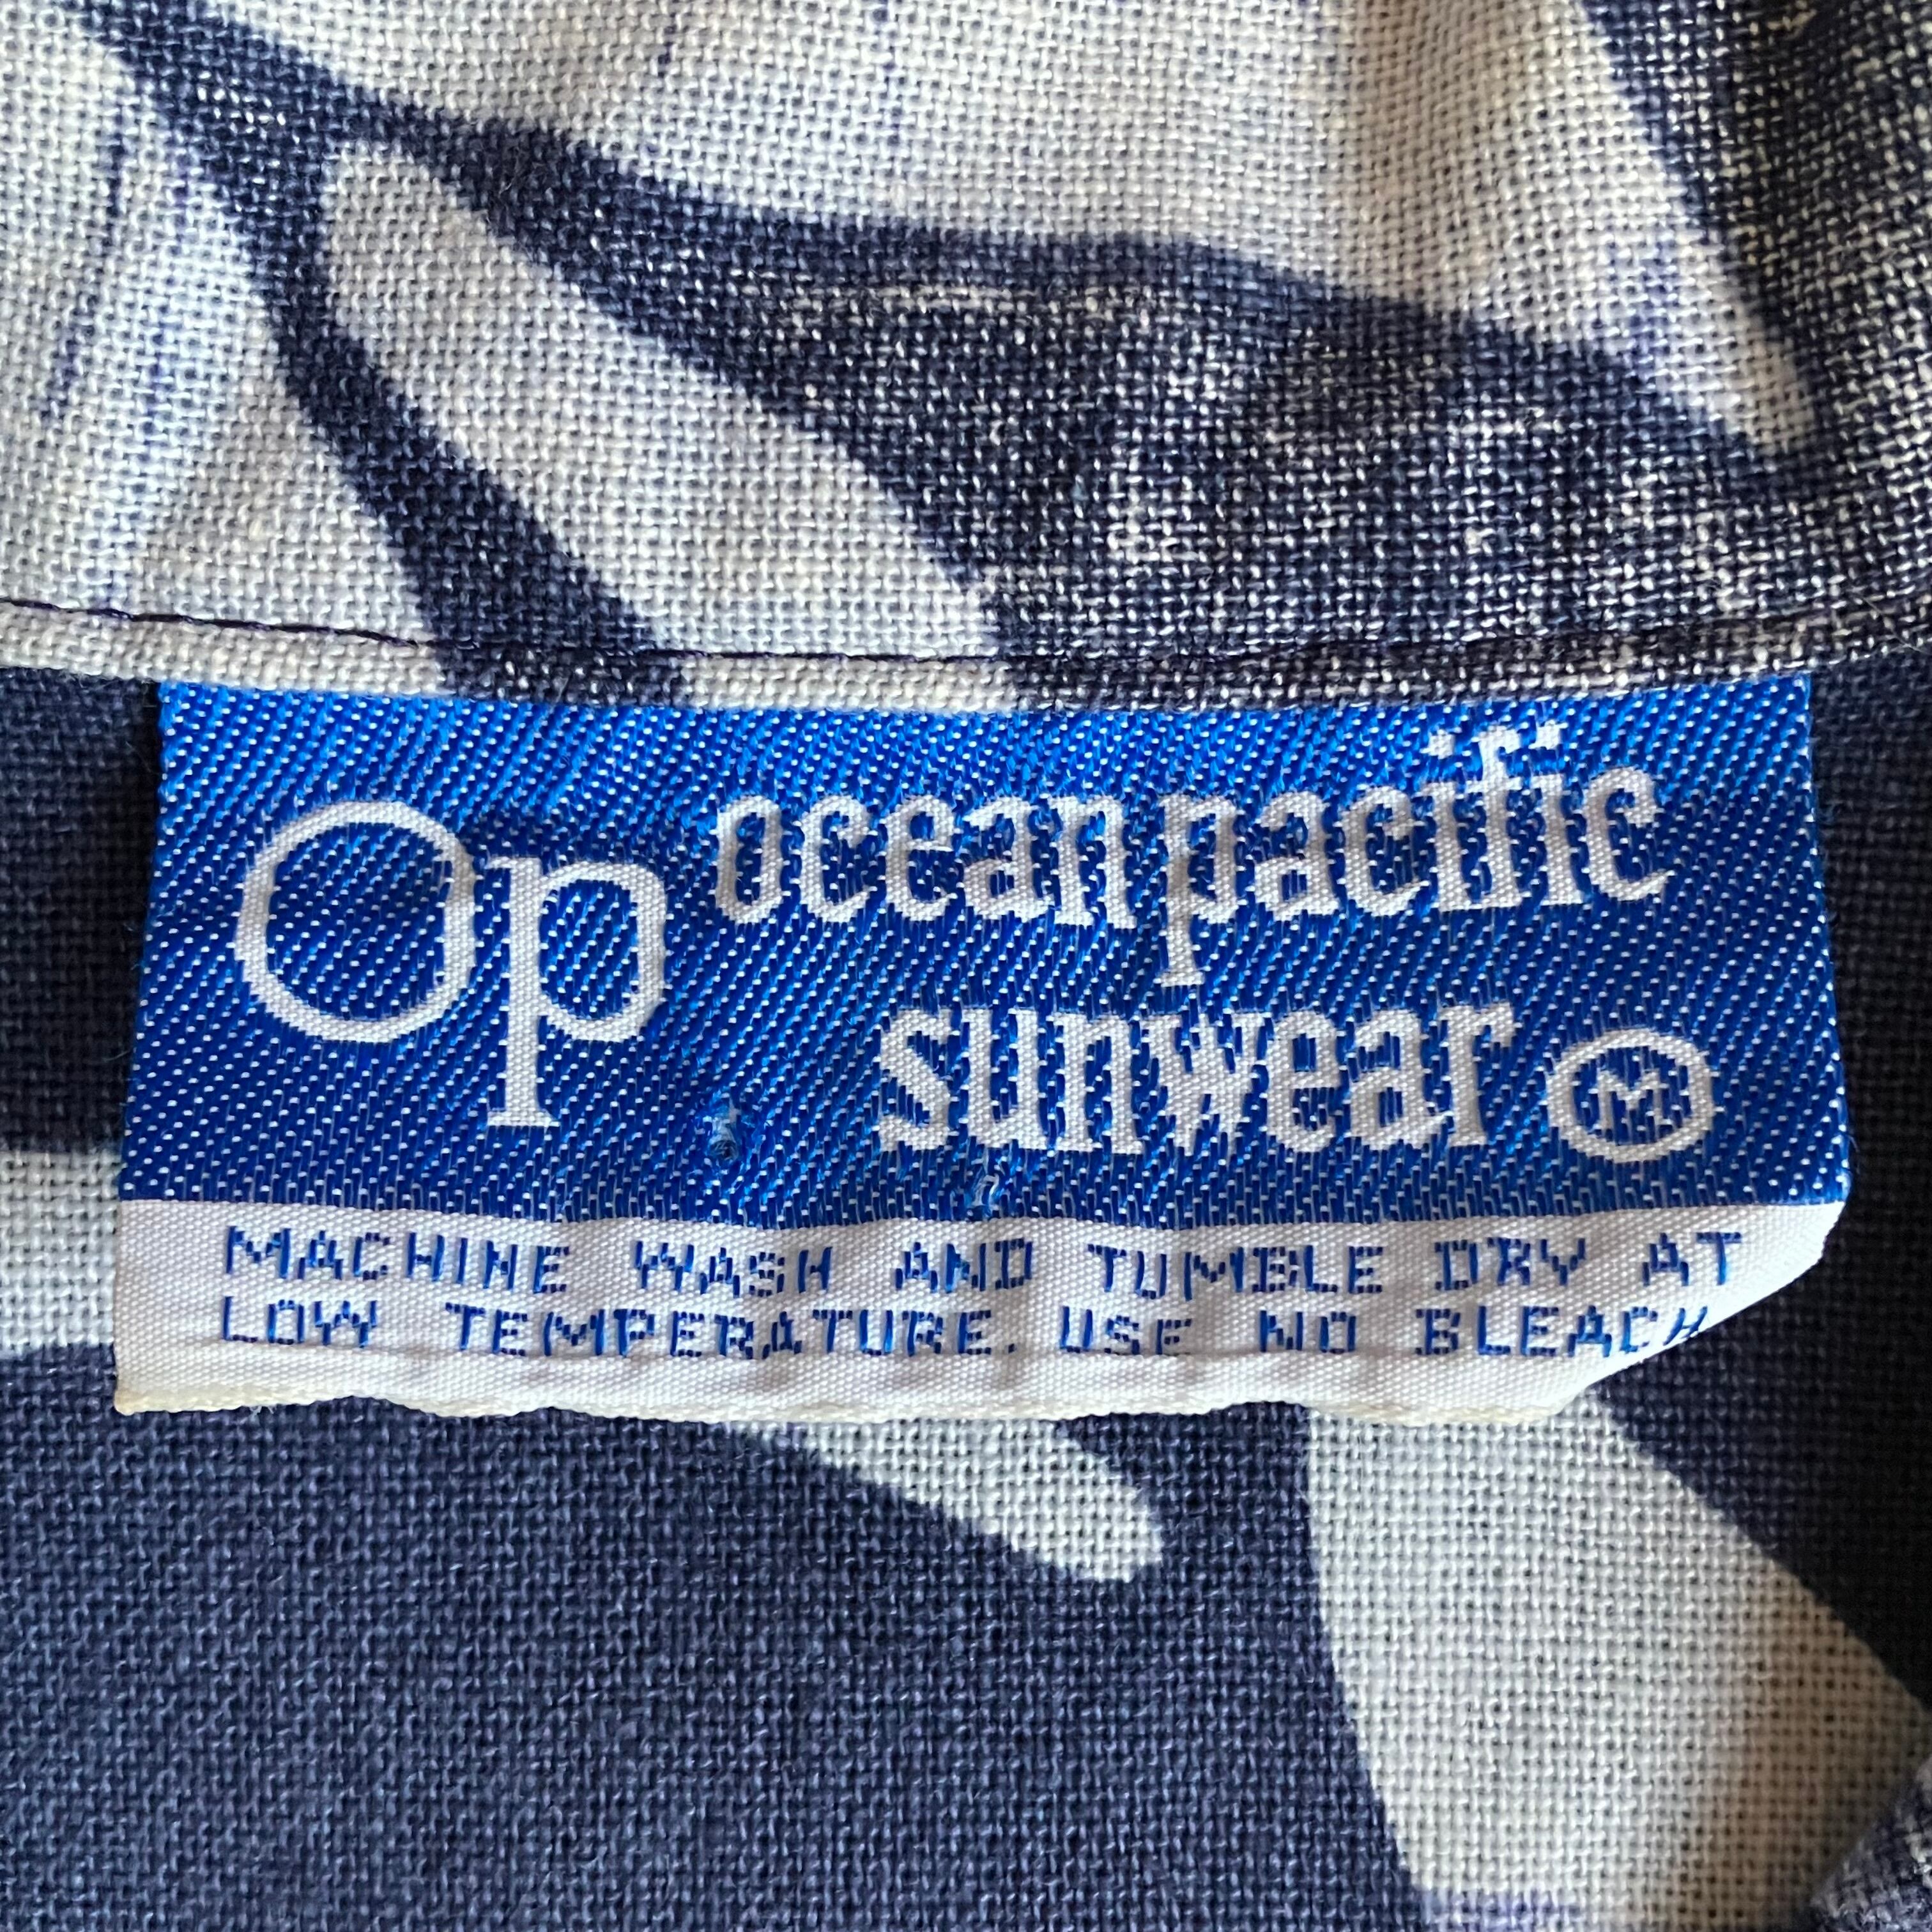 Op oceanpacific
sunwear M
MACHINE WASH AND TUMBLE DRY AT
LOW TEMPERATURE. USE NO BLEACH